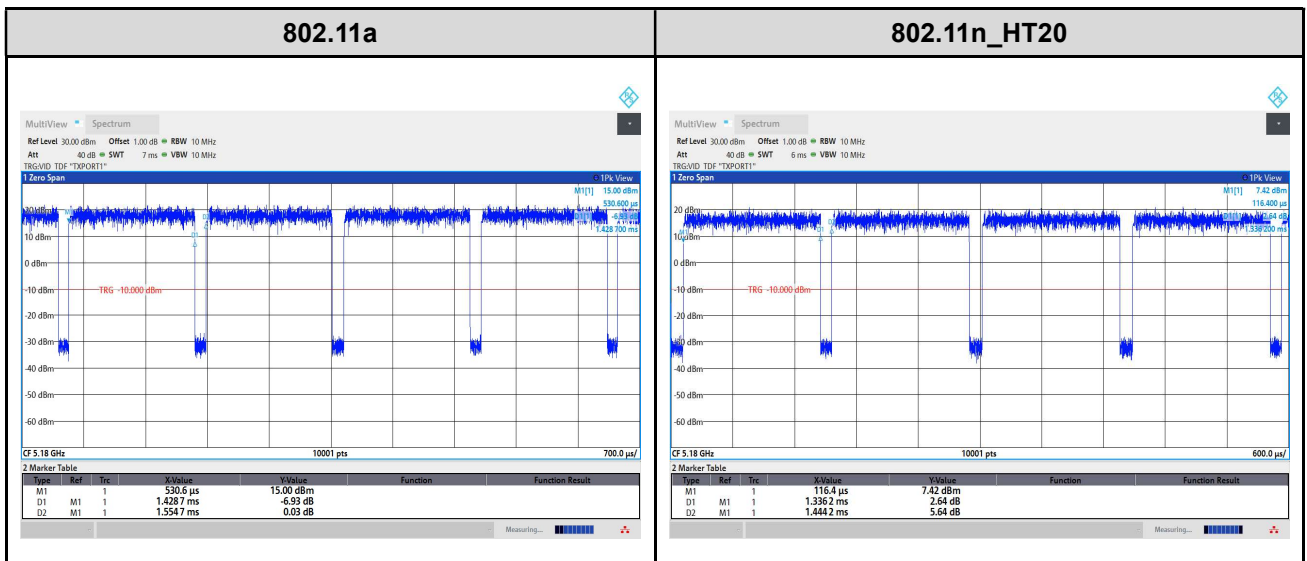 802.11a
802.11n_HT20
MultiView Spectrum
Ref Level 30.00 dBm Offset 1.00 dB RBW 10 MHz
Att 40 dB SWT 7 ms VBW 10 MHz
TRG:VID TDF "TXPORT1"
1 Zero Span 1Pk View
M1[1] 15.00 dBm
530.600 µs
-6.93 dB
1.428 700 ms
10 dBm
0 dBm
-10 dBm
TRG -10.000 dBm
-20 dBm
-30 dBm
-40 dBm
-50 dBm
-60 dBm
CF 5.18 GHz 10001 pts 700.0 µs/
2 Marker Table
Type Ref Trc X-Value Y-Value Function Function Result
M1 1 530.6 µs 15.00 dBm
D1 M1 1 1.4287 ms -6.93 dB
D2 M1 1 1.5547 ms 0.03 dB
Measuring...
MultiView Spectrum
Ref Level 30.00 dBm Offset 1.00 dB RBW 10 MHz
Att 40 dB SWT 6 ms VBW 10 MHz
TRG:VID TDF "TXPORT1"
1 Zero Span 1Pk View
M1[1] 7.42 dBm
116.400 µs
20 dBm
2.64 dB
1.336 200 ms
10 dBm
0 dBm
-10 dBm
TRG -10.000 dBm
-20 dBm
-40 dBm
-50 dBm
-60 dBm
CF 5.18 GHz 10001 pts 600.0 µs/
2 Marker Table
Type Ref Trc X-Value Y-Value Function Function Result
M1 1 116.4 µs 7.42 dBm
D1 M1 1 1.3362 ms 2.64 dB
D2 M1 1 1.4442 ms 5.64 dB
Measuring...